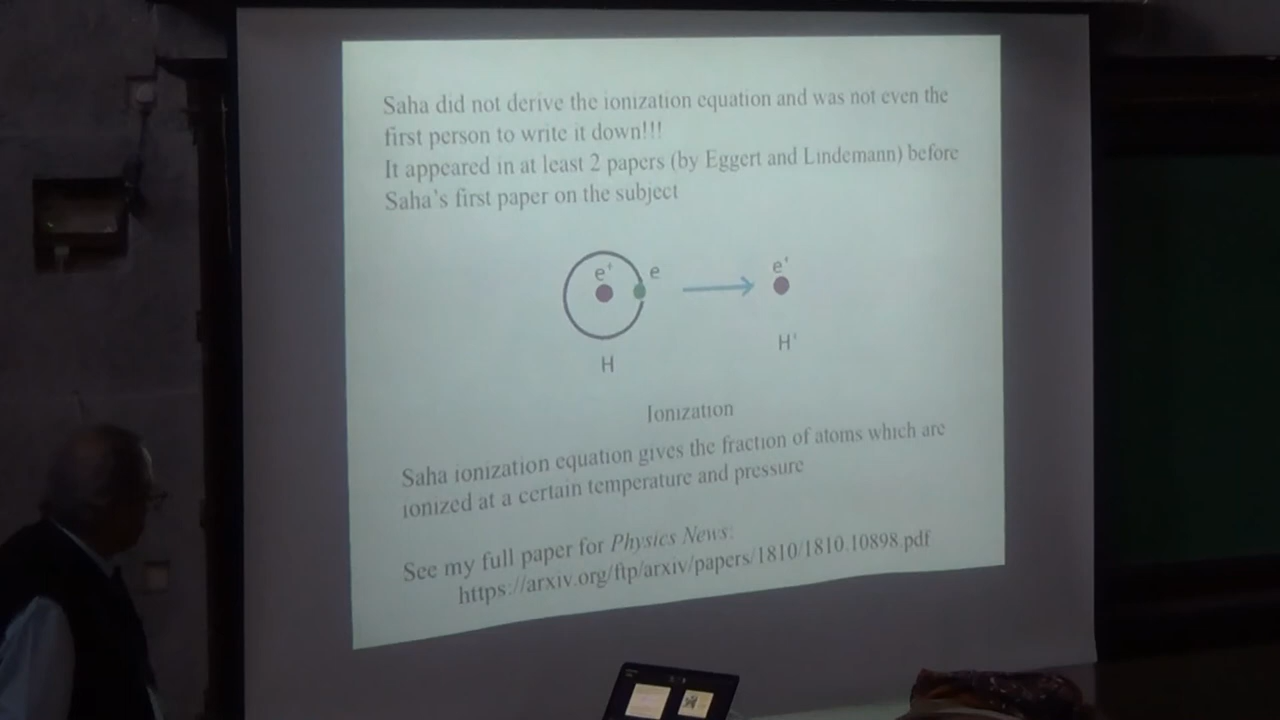 Saha did not derive the ionization equation and was not even the
first person to write it down!!!
It appeared in at least 2 papers (by Eggert and Lindemann) before
Saha's first paper on the subject
e⁺ e e⁺
H⁺
H
Ionization
Saha ionization equation gives the fraction of atoms which are
ionized at a certain temperature and pressure
See my full paper for Physics News:
https://arxiv.org/ftp/arxiv/papers/1810/1810.10898.pdf